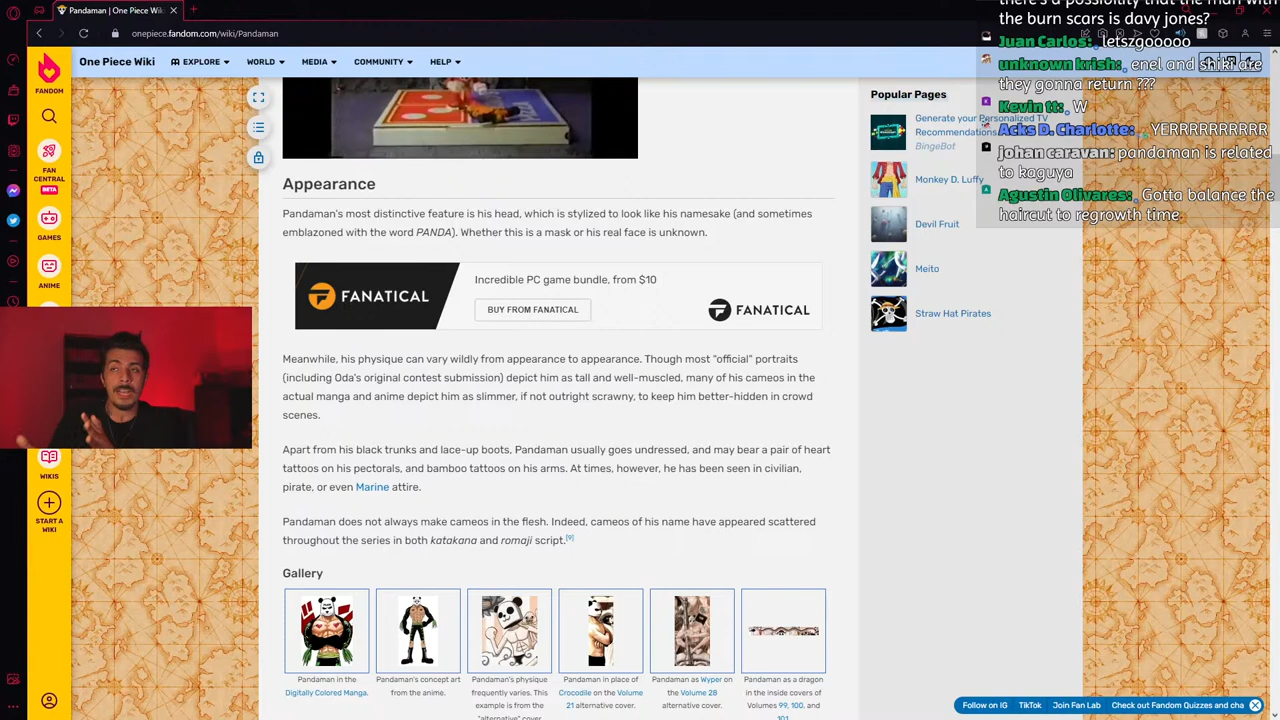 Pandaman | One Piece Wiki | Fand
onepiece.fandom.com/wiki/Pandaman
there's a possibility that the man with
the burn scars is davy jones?
Juan Carlos: letszgooooo
unknown krish: enel and shiki are
they gonna return ???
Kevin tt: W
Acks D. Charlotte: YERRRRRRRRR
johan caravan: pandaman is related
to kaguya
Agustin Olivares: Gotta balance the
haircut to regrowth time
FANDOM
FAN
CENTRAL
BETA
GAMES
ANIME
WIKIS
START A
WIKI
One Piece Wiki
EXPLORE
WORLD
MEDIA
COMMUNITY
HELP
Appearance
Pandaman's most distinctive feature is his head, which is stylized to look like his namesake (and sometimes
emblazoned with the word PANDA). Whether this is a mask or his real face is unknown.
FANATICAL
Incredible PC game bundle, from $10
BUY FROM FANATICAL
FANATICAL
Meanwhile, his physique can vary wildly from appearance to appearance. Though most "official" portraits
(including Oda's original contest submission) depict him as tall and well-muscled, many of his cameos in the
actual manga and anime depict him as slimmer, if not outright scrawny, to keep him better-hidden in crowd
scenes.
Apart from his black trunks and lace-up boots. Pandaman usually goes undressed, and may bear a pair of heart
tattoos on his pectorals, and bamboo tattoos on his arms. At times, however, he has been seen in civilian,
pirate, or even Marine attire.
Pandaman does not always make cameos in the flesh. Indeed, cameos of his name have appeared scattered
throughout the series in both katakana and romaji script.[9]
Gallery
Pandaman in the
Digitally Colored Manga.
Pandaman's concept art
from the anime.
Pandaman's physique
frequently varies. This
example is from the
"alternative" cover
Pandaman in place of
Crocodile on the Volume
21 alternative cover.
Pandaman as Wyper on
the Volume 28
alternative cover.
Pandaman as a dragon
in the inside covers of
Volumes 99, 100, and
101
Popular Pages
Generate your Personalized TV
Recommendations
BingeBot
Monkey D. Luffy
Devil Fruit
Meito
Straw Hat Pirates
Follow on IG
TikTok
Join Fan Lab
Check out Fandom Quizzes and cha